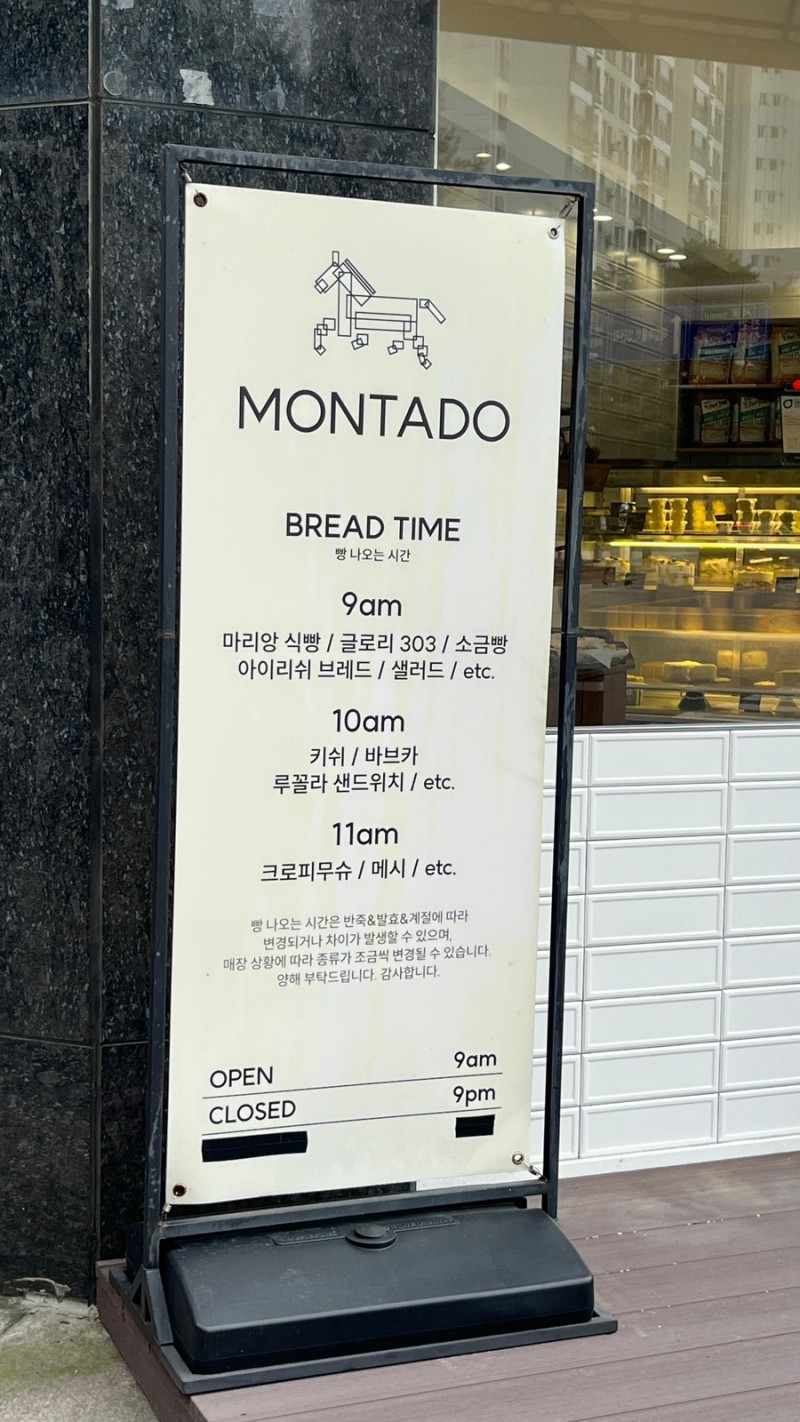 MONTADO
BREAD TIME
빵 나오는 시간
9am
마리앙 식빵 / 글로리 303 / 소금빵
아이리쉬 브레드 / 샐러드 / etc.
10am
키쉬 / 바브카
루꼴라 샌드위치 / etc.
11am
크로피무슈 / 메시 / etc.
빵 나오는 시간은 반죽&발효&계절에 따라
변경되거나 차이가 발생할 수 있으며,
매장 상황에 따라 종류가 조금씩 변경될 수 있습니다.
양해 부탁드립니다. 감사합니다.
OPEN 9am
CLOSED 9pm